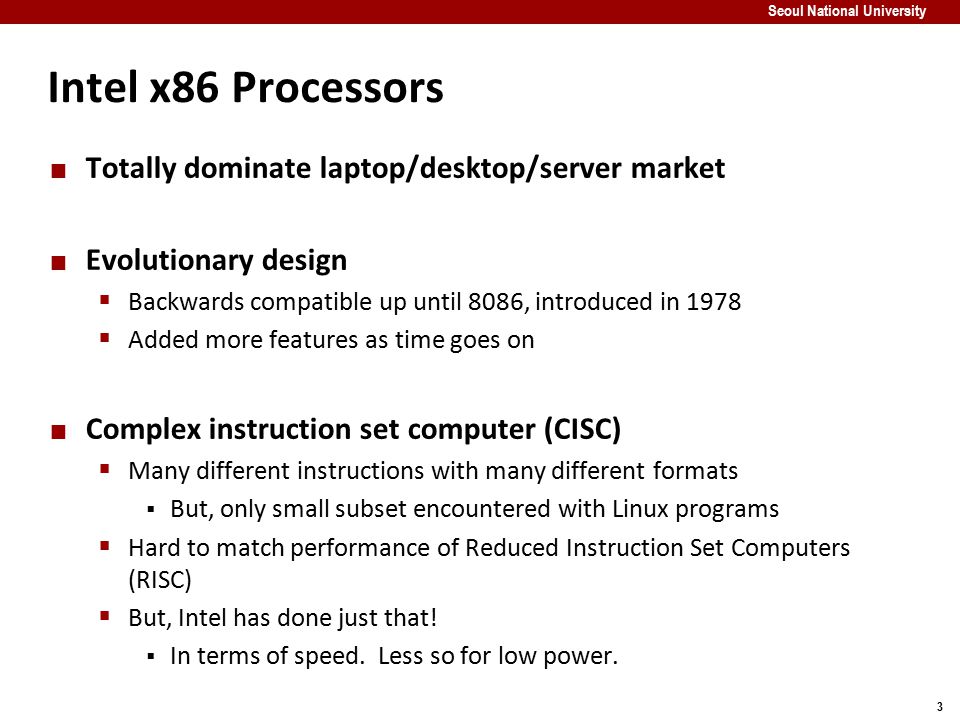 Seoul National University
Intel x86 Processors
■ Totally dominate laptop/desktop/server market
■ Evolutionary design
▪ Backwards compatible up until 8086, introduced in 1978
▪ Added more features as time goes on
■ Complex instruction set computer (CISC)
▪ Many different instructions with many different formats
▪ But, only small subset encountered with Linux programs
▪ Hard to match performance of Reduced Instruction Set Computers
(RISC)
▪ But, Intel has done just that!
▪ In terms of speed.  Less so for low power.
3